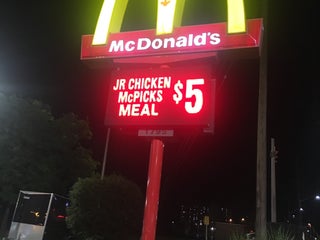 McDonald's
JR CHICKEN
McPICKS $5
MEAL